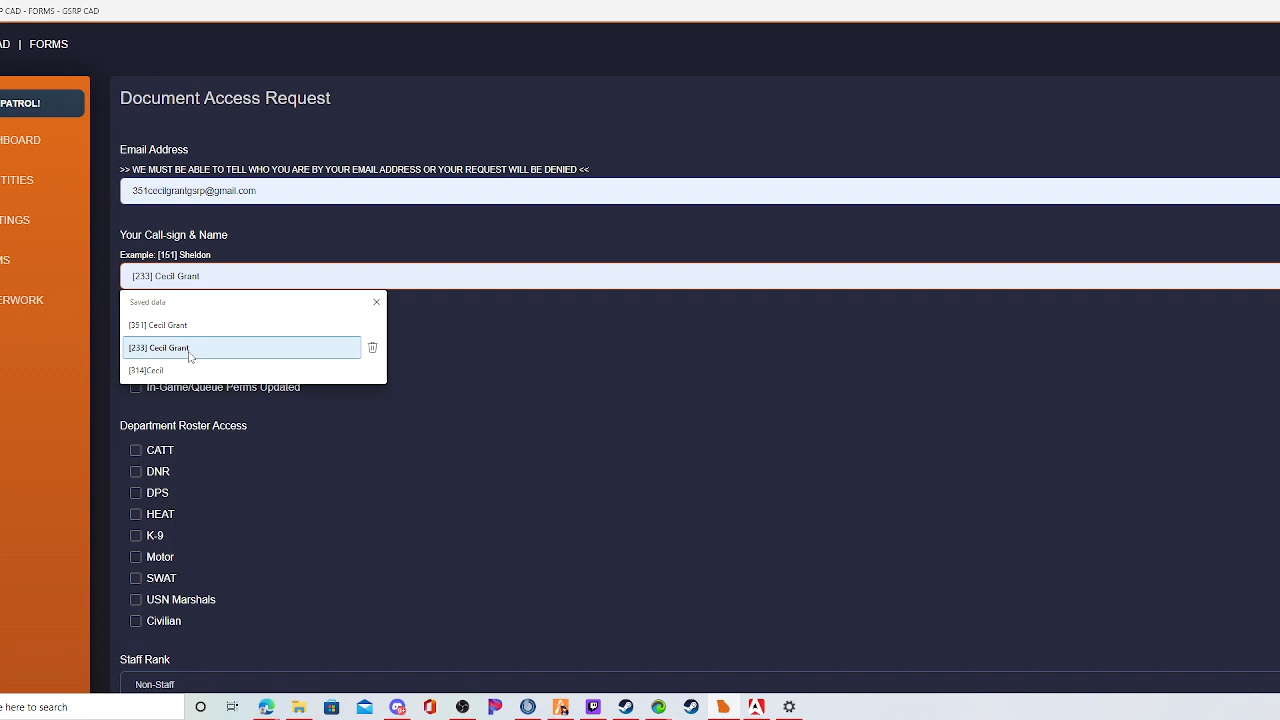 P CAD - FORMS - GSRP CAD
AD | FORMS
PATROL!
HBOARD
TITIES
TINGS
MS
ERWORK
Document Access Request
Email Address
>> WE MUST BE ABLE TO TELL WHO YOU ARE BY YOUR EMAIL ADDRESS OR YOUR REQUEST WILL BE DENIED <<
351cecilgrantgsrp@gmail.com
Your Call-sign & Name
Example: [151] Sheldon
[233] Cecil Grant
Saved data
[351] Cecil Grant
[233] Cecil Grant
[314]Cecil
In-Game/Queue Perms Updated
Department Roster Access
CATT
DNR
DPS
HEAT
K-9
Motor
SWAT
USN Marshals
Civilian
Staff Rank
Non-Staff
e here to search